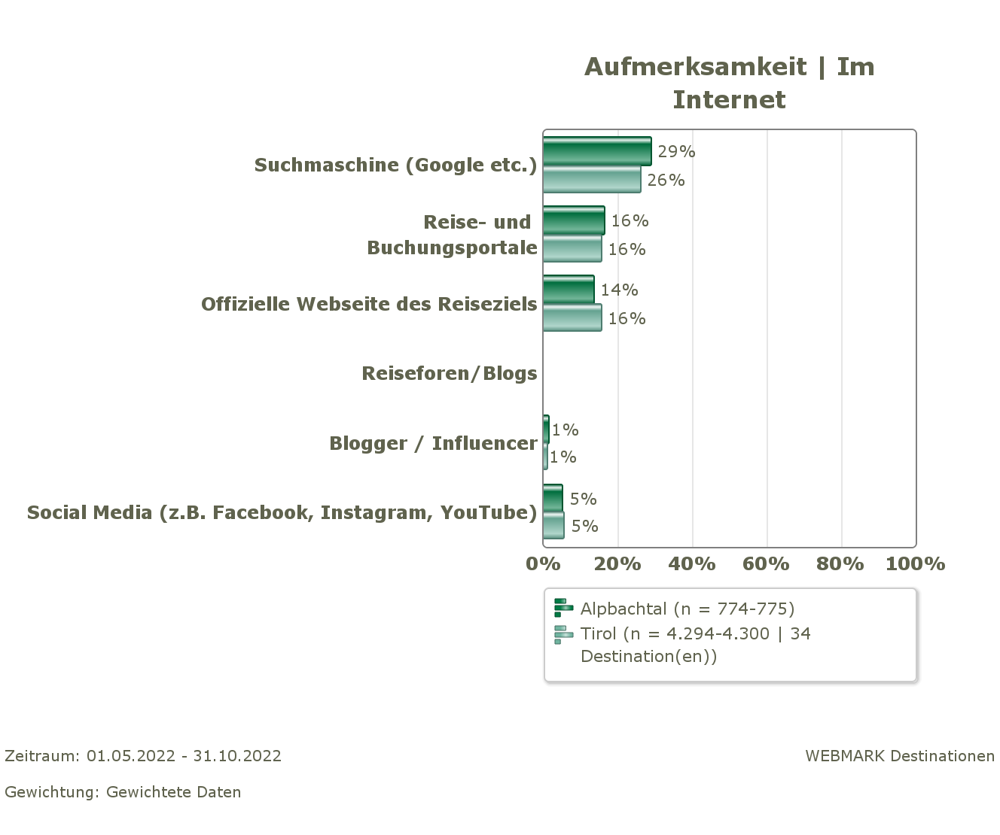 Aufmerksamkeit | Im
Internet
Suchmaschine (Google etc.)
29%
26%
Reise- und
Buchungsportale
16%
16%
Offizielle Webseite des Reiseziels
14%
16%
Reiseforen/Blogs
Blogger / Influencer
1%
1%
Social Media (z.B. Facebook, Instagram, YouTube)
5%
5%
0% 20% 40% 60% 80% 100%
Alpbachtal (n = 774-775)
Tirol (n = 4.294-4.300 | 34
Destination(en))
Zeitraum: 01.05.2022 - 31.10.2022
WEBMARK Destinationen
Gewichtung: Gewichtete Daten